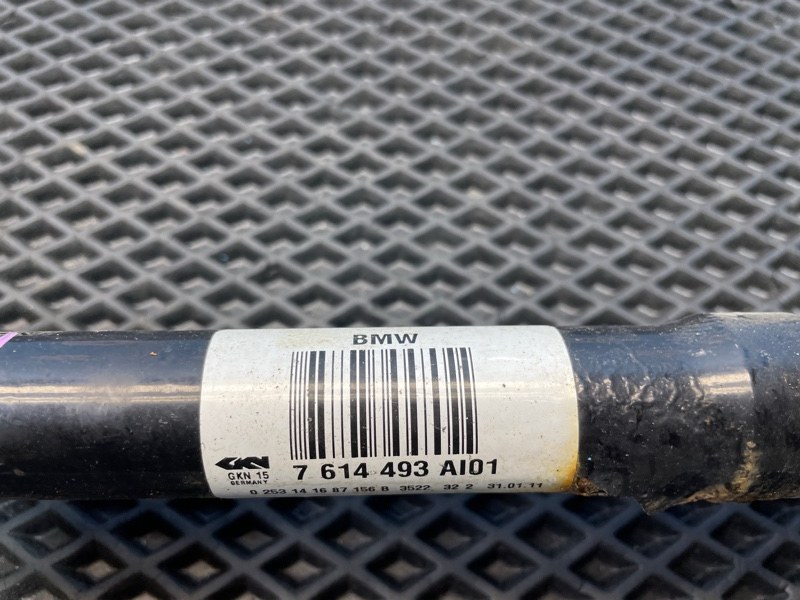 BMW
GKN
GKN 15
GERMANY
7 614 493 AI01
0 253 14 16 87 156 8 3522 32 2 31.01.11